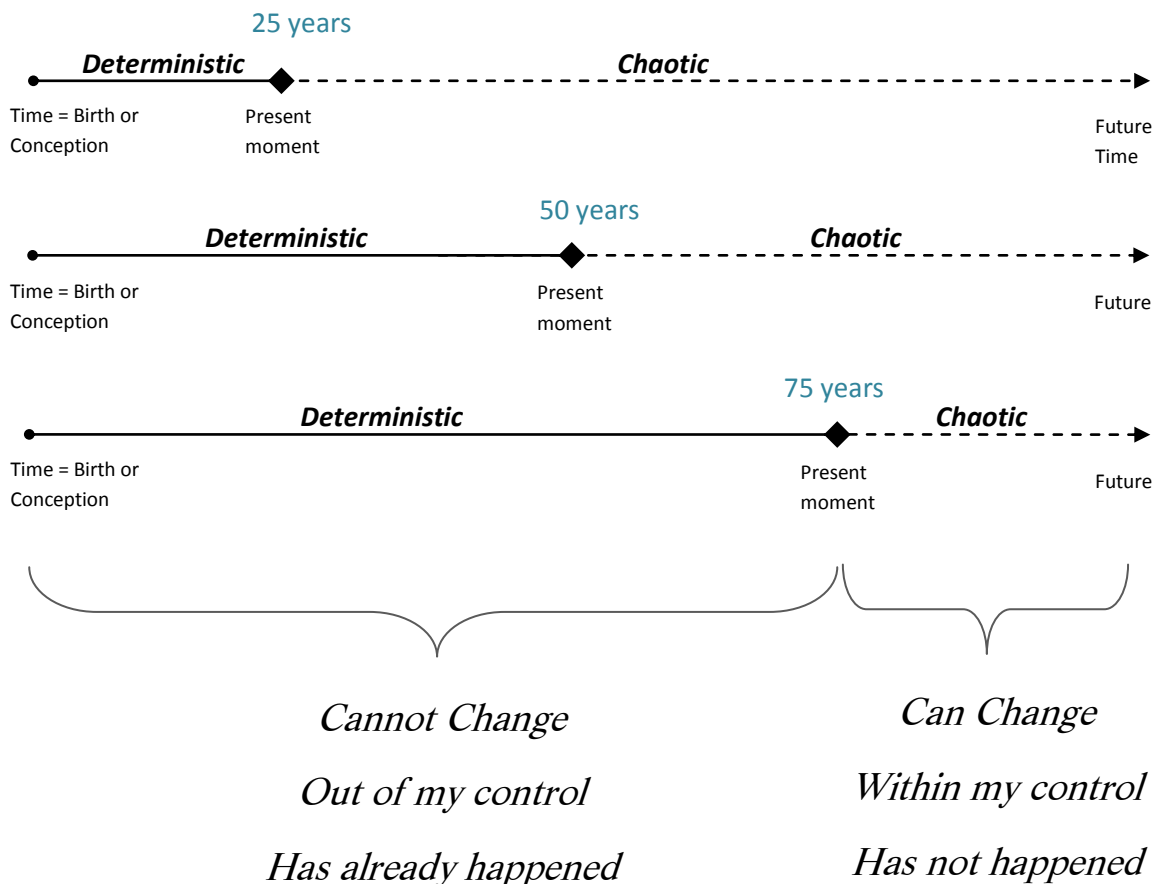 25 years
Deterministic
Chaotic
Time = Birth or
Conception
Present
moment
Future
Time
50 years
Deterministic
Chaotic
Time = Birth or
Conception
Present
moment
Future
75 years
Deterministic
Chaotic
Time = Birth or
Conception
Present
moment
Future
Cannot Change
Out of my control
Has already happened
Can Change
Within my control
Has not happened